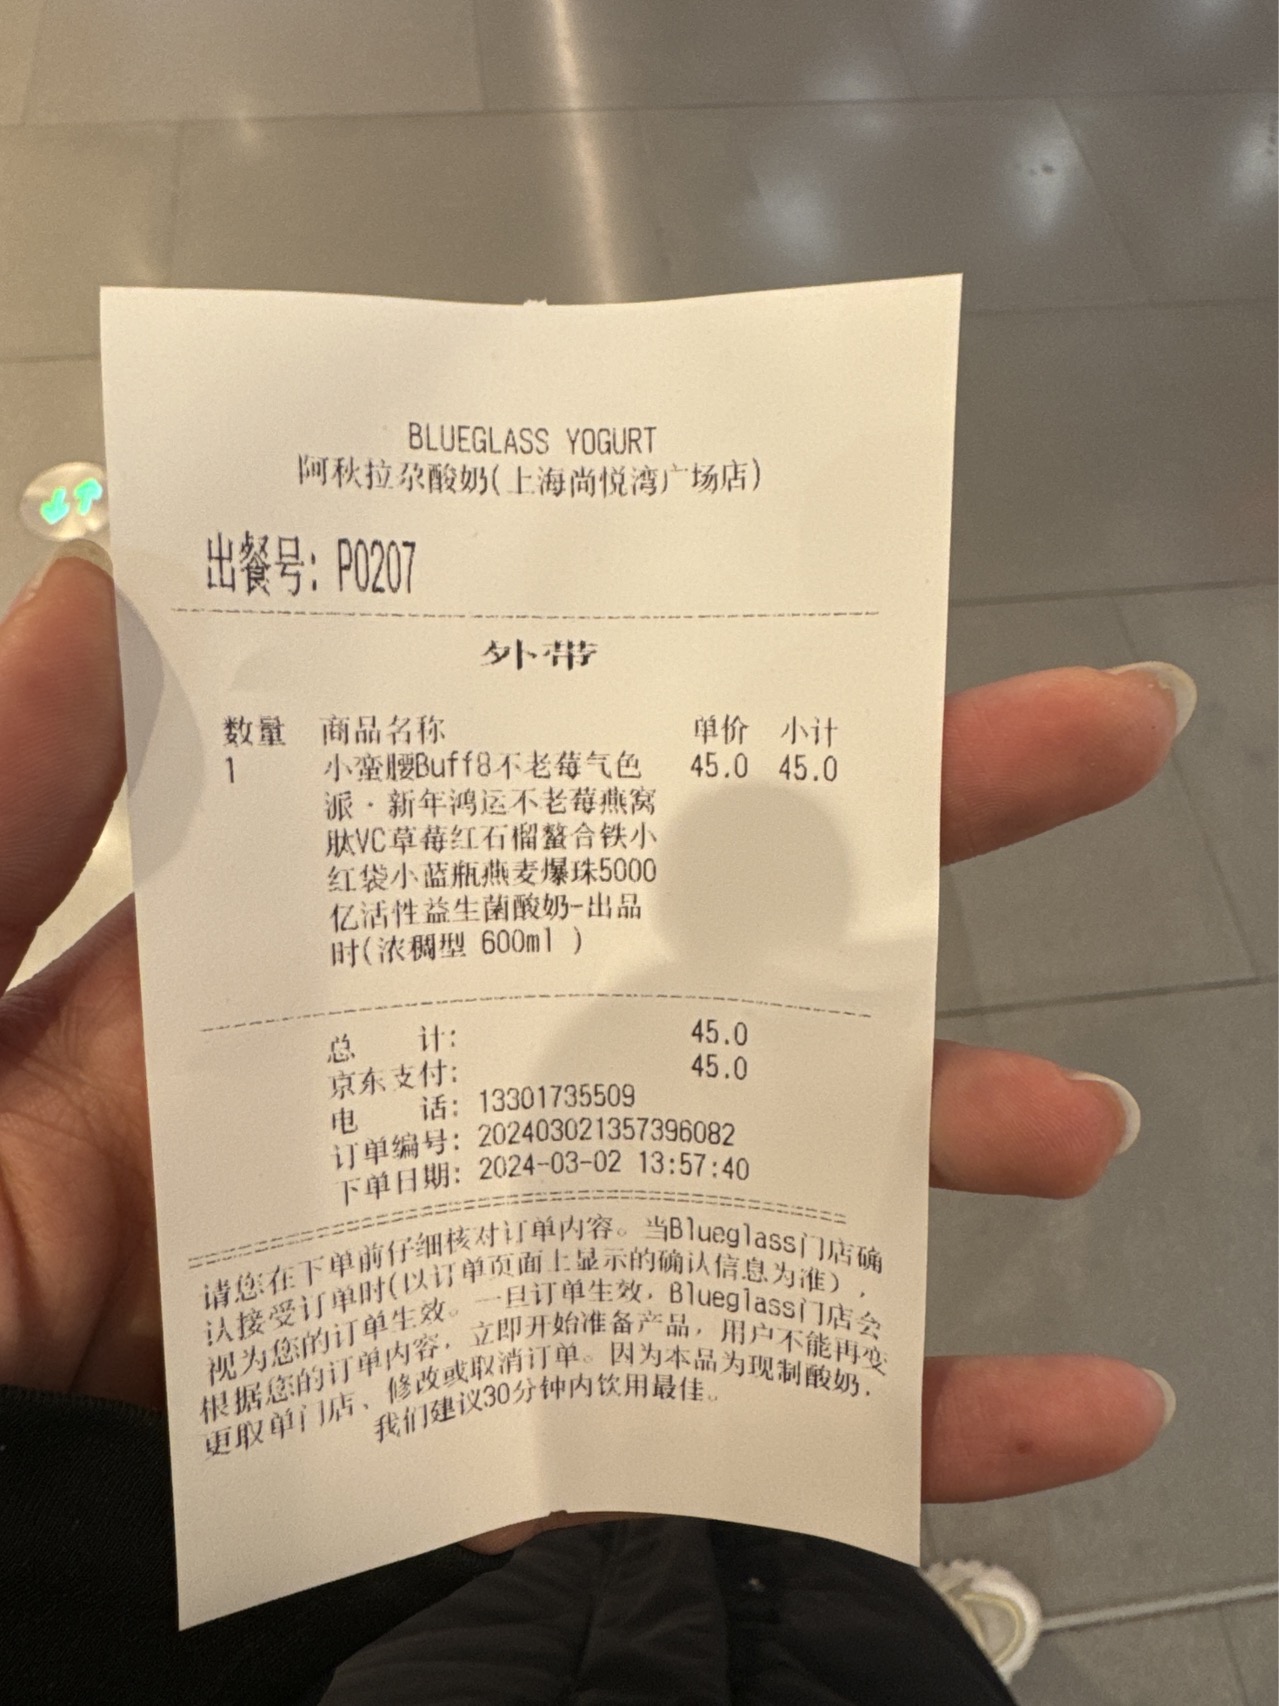 BLUEGLASS YOGURT
阿秋拉尕酸奶(上海尚悦湾广场店)
出餐号: P0207
外带
数量 商品名称 单价 小计
1 小蛮腰Buff8不老莓气色 45.0 45.0
派·新年鸿运不老莓燕窝
肽VC草莓红石榴螯合铁小
红袋小蓝瓶燕麦爆珠5000
亿活性益生菌酸奶-出品
时(浓稠型 600ml )
总 计: 45.0
京东支付: 45.0
电 话: 13301735509
订单编号: 202403021357396082
下单日期: 2024-03-02 13:57:40
请您在下单前仔细核对订单内容。当Blueglass门店确
认接受订单时(以订单页面上显示的确认信息为准),
视为您的订单生效。一旦订单生效,Blueglass门店会
根据您的订单内容,立即开始准备产品,用户不能再变
更取单门店、修改或取消订单。因为本品为现制酸奶,
我们建议30分钟内饮用最佳。